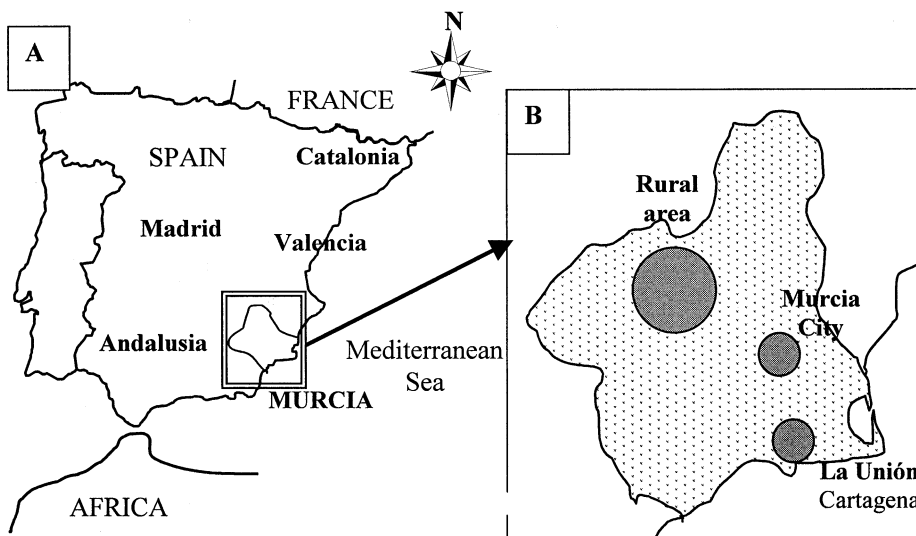 A
N
FRANCE
SPAIN
Catalonia
Madrid
Valencia
Andalusia
Mediterranean
Sea
MURCIA
AFRICA
B
Rural
area
Murcia
City
La Unión
Cartagena